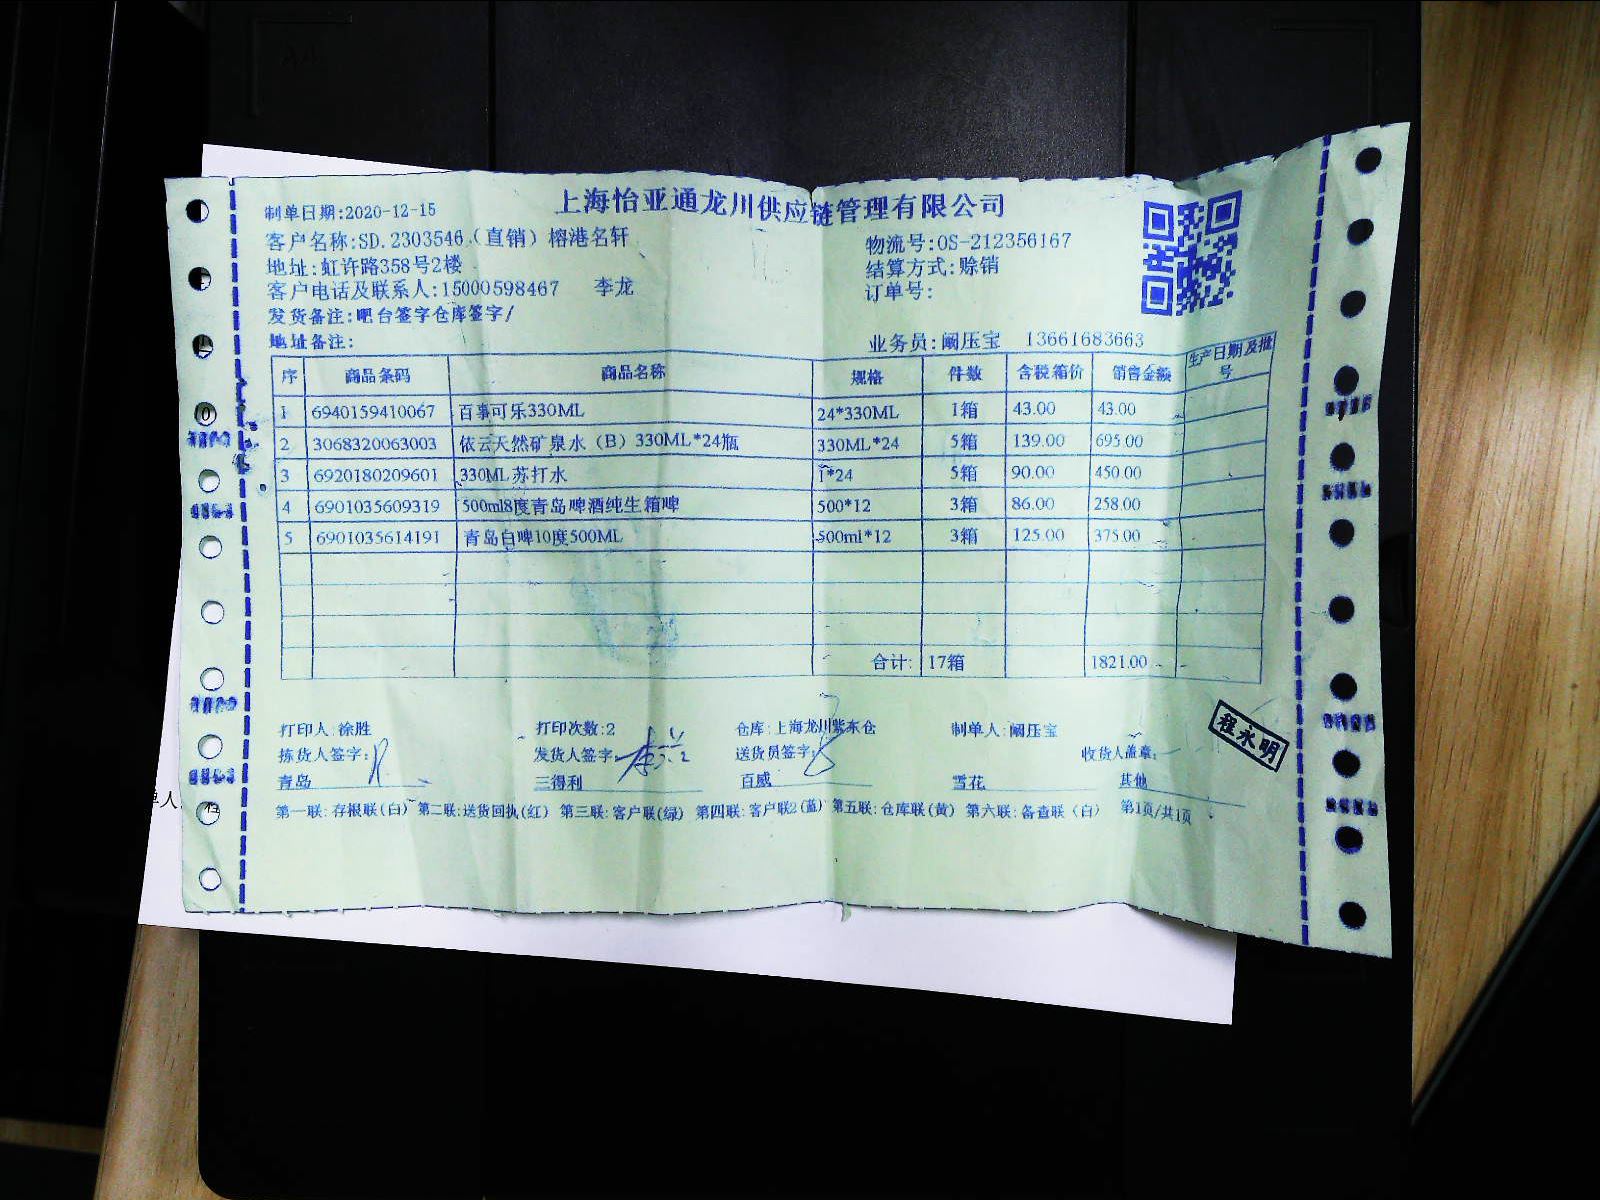 上海怡亚通龙川供应链管理有限公司
制单日期:2020-12-15
客户名称:SD.2303546.(直销)榕港名轩
物流号:OS-212356167
地址:虹许路358号2楼
结算方式:赊销
客户电话及联系人:15000598467 李龙
订单号:
发货备注:吧台签字仓库签字/
地址备注:
业务员:阚压宝 13661683663
序 商品条码 商品名称 规格 件数 含税箱价 销售金额 生产日期及批号
1 6940159410067 百事可乐330ML 24*330ML 1箱 43.00 43.00
2 3068320063003 依云天然矿泉水（B）330ML*24瓶 330ML*24 5箱 139.00 695.00
3 6920180209601 330ML苏打水 1*24 5箱 90.00 450.00
4 6901035609319 500ml8度青岛啤酒纯生箱啤 500*12 3箱 86.00 258.00
5 6901035614191 青岛白啤10度500ML 500ml*12 3箱 125.00 375.00
合计: 17箱 1821.00
打印人:徐胜 打印次数:2 仓库:上海龙川紫东仓 制单人:阚压宝
拣货人签字: 发货人签字: 送货员签字: 收货人盖章:
程永明
青岛 三得利 百威 雪花 其他
第一联:存根联(白) 第二联:送货回执(红) 第三联:客户联(绿) 第四联:客户联2(蓝) 第五联:仓库联(黄) 第六联:备查联(白) 第1页/共1页